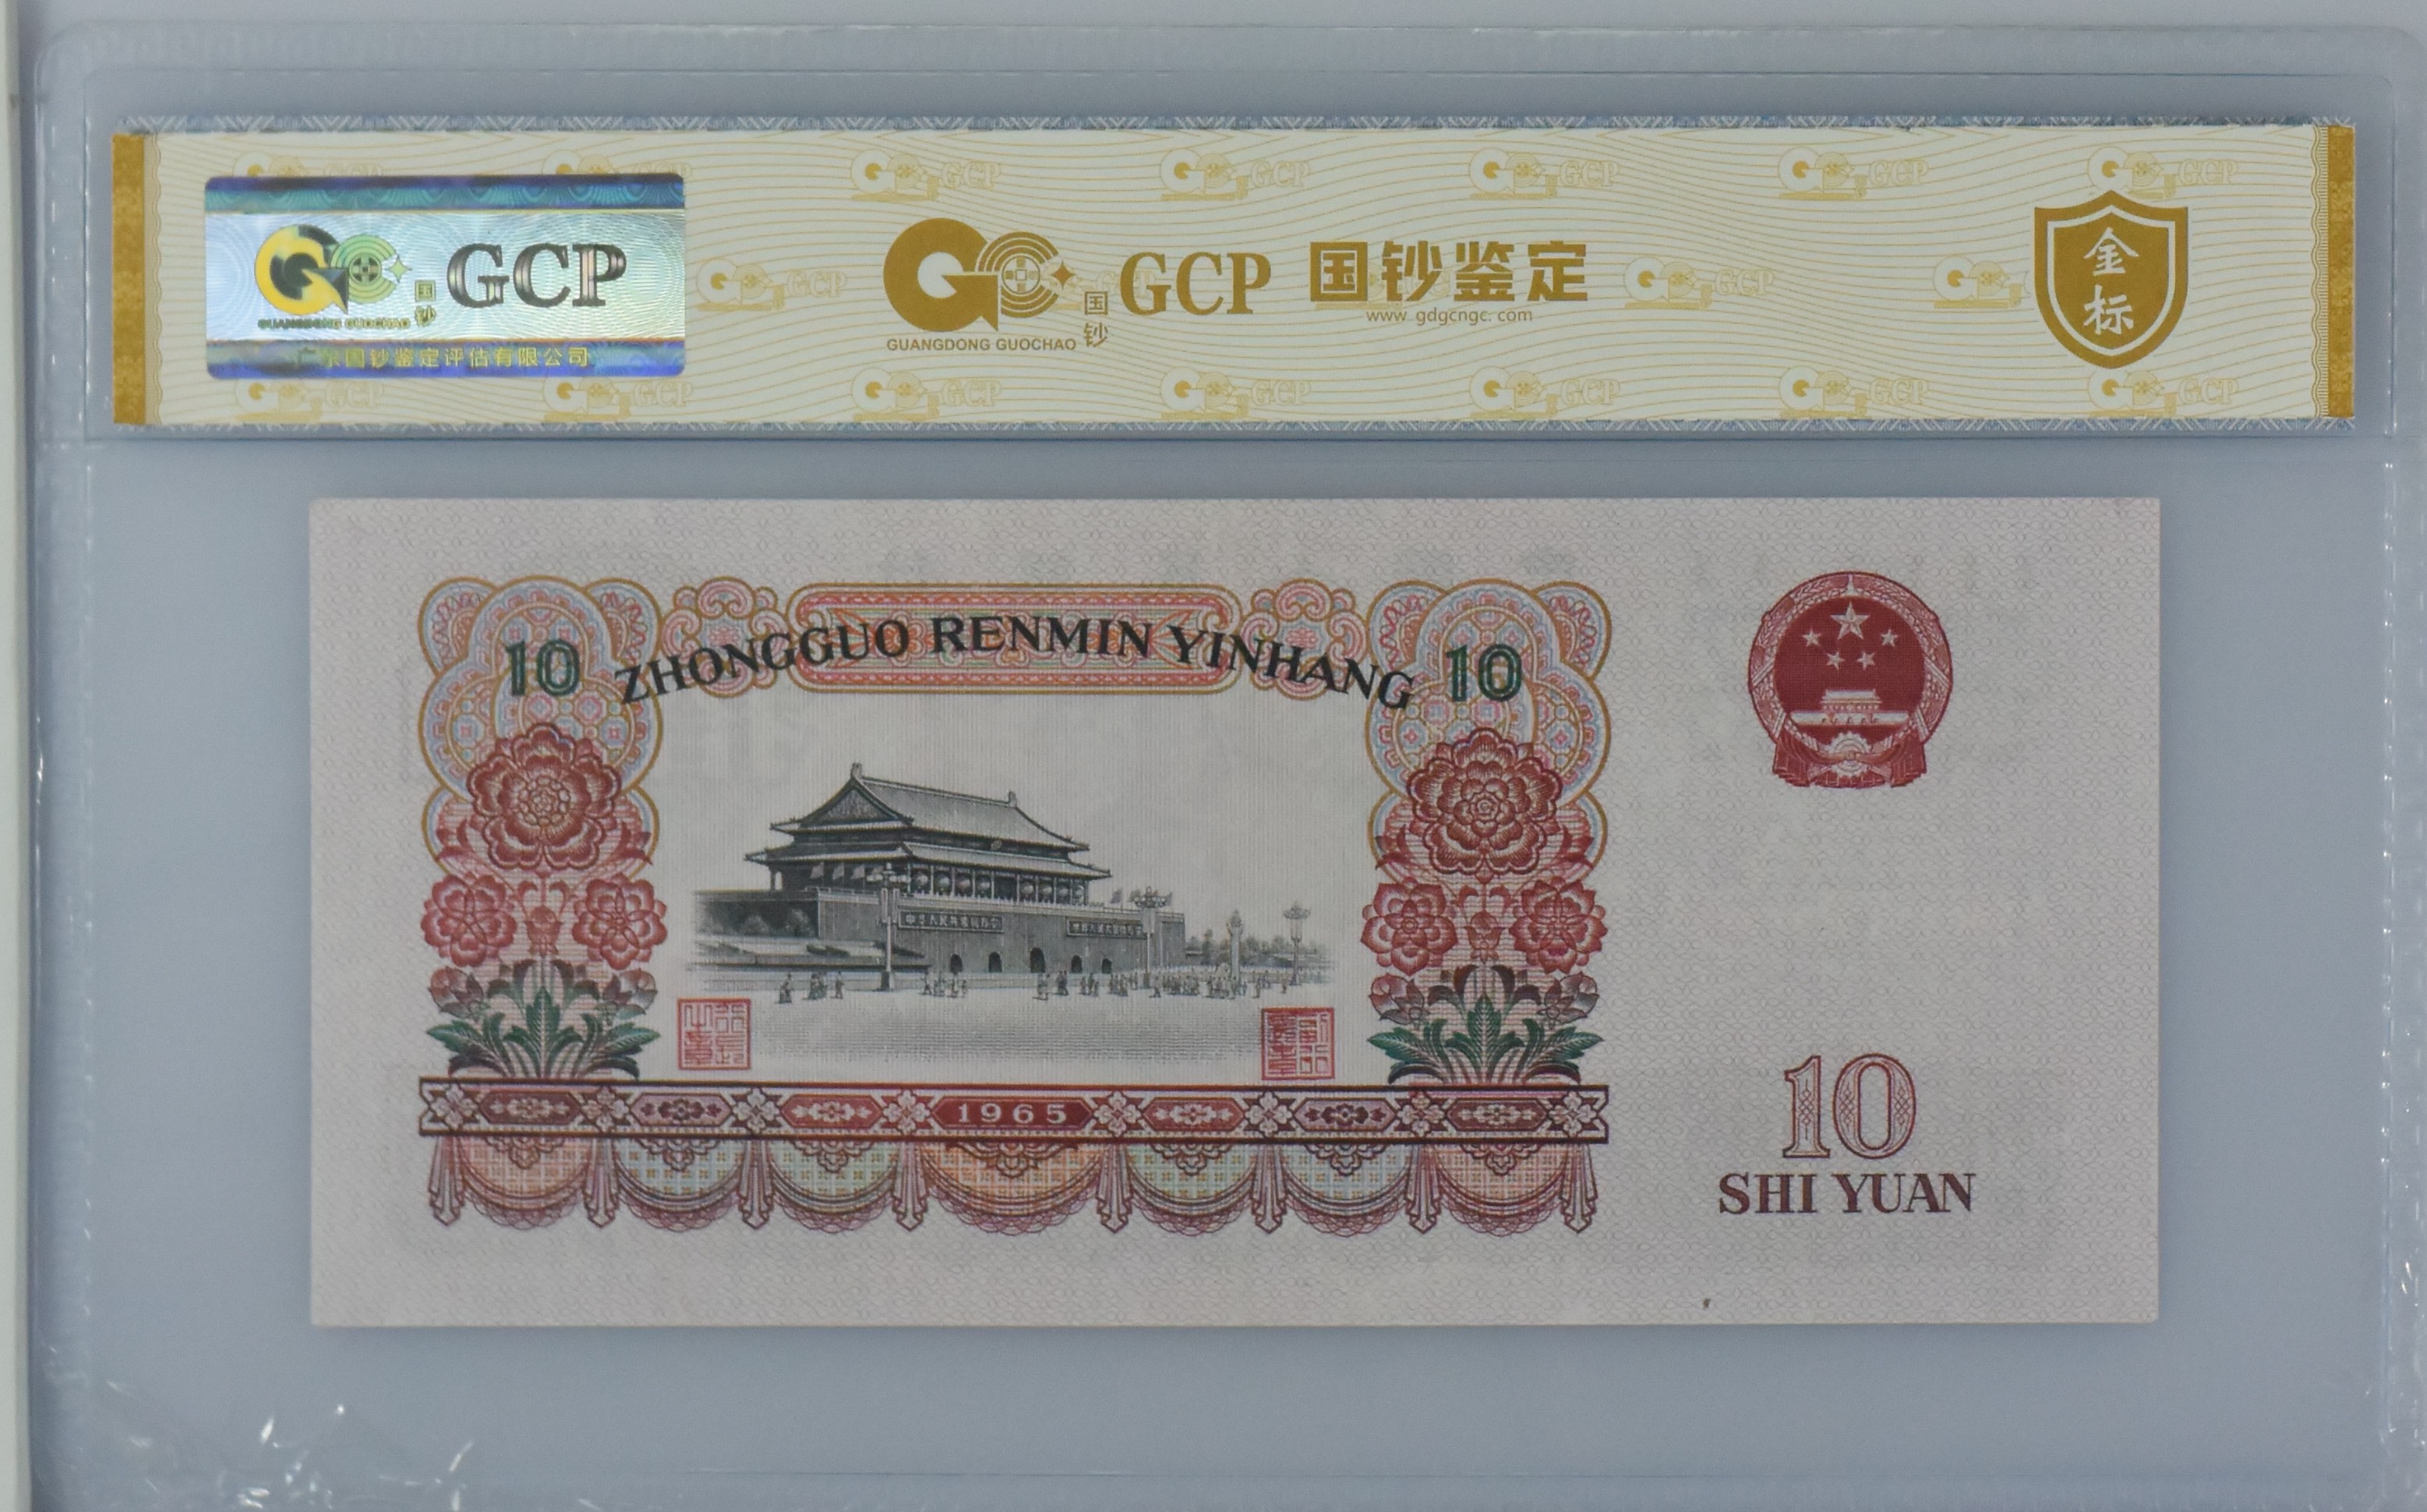 GCP
国钞
GUANGDONG GUOCHAO
广东国钞鉴定评估有限公司
GCP 国钞鉴定
国钞
www.gdgcngc.com
GUANGDONG GUOCHAO
金标
10 ZHONGGUO RENMIN YINHANG 10
1965
10
SHI YUAN